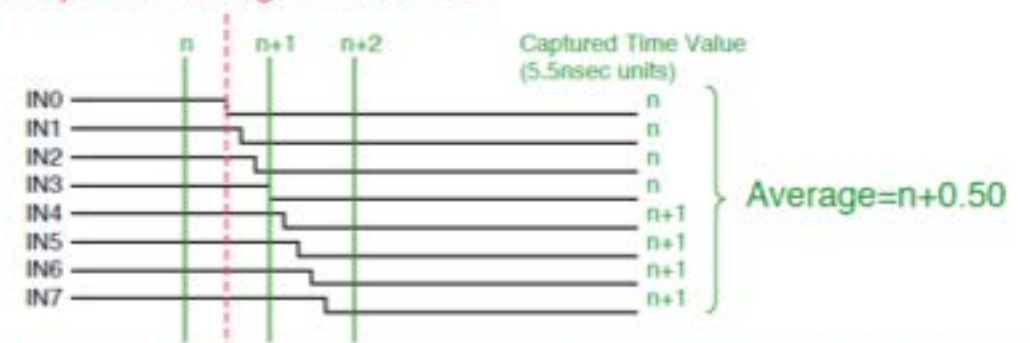 n n+1 n+2 Captured Time Value
(5.5nsec units)
IN0 n
IN1 n
IN2 n
IN3 n
IN4 n+1
IN5 n+1
IN6 n+1
IN7 n+1
Average=n+0.50